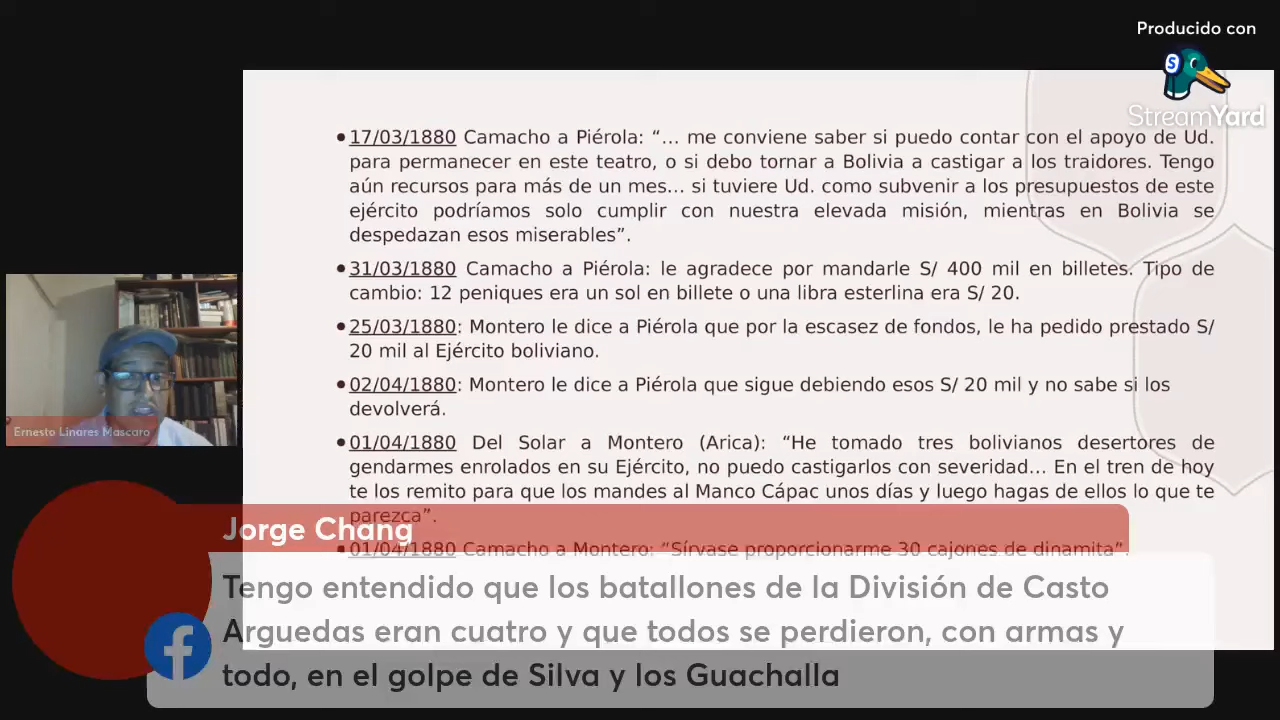 Producido con
StreamYard
•17/03/1880 Camacho a Piérola: “... me conviene saber si puedo contar con el apoyo de Ud.
para permanecer en este teatro, o si debo tornar a Bolivia a castigar a los traidores. Tengo
aún recursos para más de un mes... si tuviere Ud. como subvenir a los presupuestos de este
ejército podríamos solo cumplir con nuestra elevada misión, mientras en Bolivia se
despedazan esos miserables”.
•31/03/1880 Camacho a Piérola: le agradece por mandarle S/ 400 mil en billetes. Tipo de
cambio: 12 peniques era un sol en billete o una libra esterlina era S/ 20.
•25/03/1880: Montero le dice a Piérola que por la escasez de fondos, le ha pedido prestado S/
20 mil al Ejército boliviano.
•02/04/1880: Montero le dice a Piérola que sigue debiendo esos S/ 20 mil y no sabe si los
devolverá.
•01/04/1880 Del Solar a Montero (Arica): “He tomado tres bolivianos desertores de
gendarmes enrolados en su Ejército, no puedo castigarlos con severidad... En el tren de hoy
te los remito para que los mandes al Manco Cápac unos días y luego hagas de ellos lo que te
parezca”.
•01/04/1880 Camacho a Montero: “Sírvase proporcionarme 30 cajones de dinamita”.
Ernesto Linares Mascaro
Jorge Chang
Tengo entendido que los batallones de la División de Casto
Arguedas eran cuatro y que todos se perdieron, con armas y
todo, en el golpe de Silva y los Guachalla